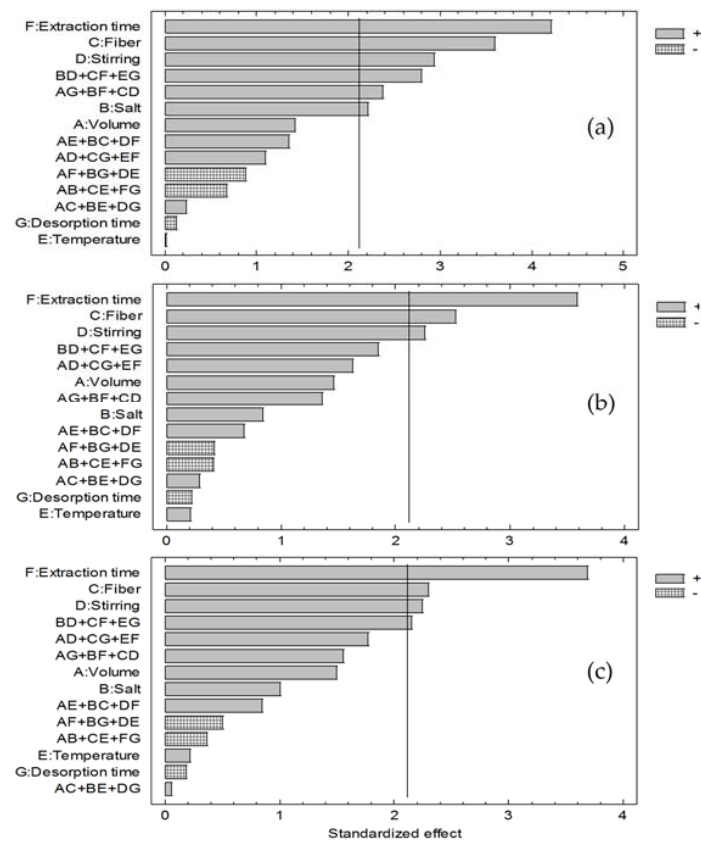 F:Extraction time
C:Fiber
D:Stirring
BD+CF+EG
AG+BF+CD
B:Salt
A:Volume
AE+BC+DF
AD+CG+EF
AF+BG+DE
AB+CE+FG
AC+BE+DG
G:Desorption time
E:Temperature
0 1 2 3 4 5
+
-
(a)
F:Extraction time
C:Fiber
D:Stirring
BD+CF+EG
AD+CG+EF
A:Volume
AG+BF+CD
B:Salt
AE+BC+DF
AF+BG+DE
AB+CE+FG
AC+BE+DG
G:Desorption time
E:Temperature
0 1 2 3 4
+
-
(b)
F:Extraction time
C:Fiber
D:Stirring
BD+CF+EG
AD+CG+EF
AG+BF+CD
A:Volume
B:Salt
AE+BC+DF
AF+BG+DE
AB+CE+FG
E:Temperature
G:Desorption time
AC+BE+DG
0 1 2 3 4
+
-
(c)
Standardized effect